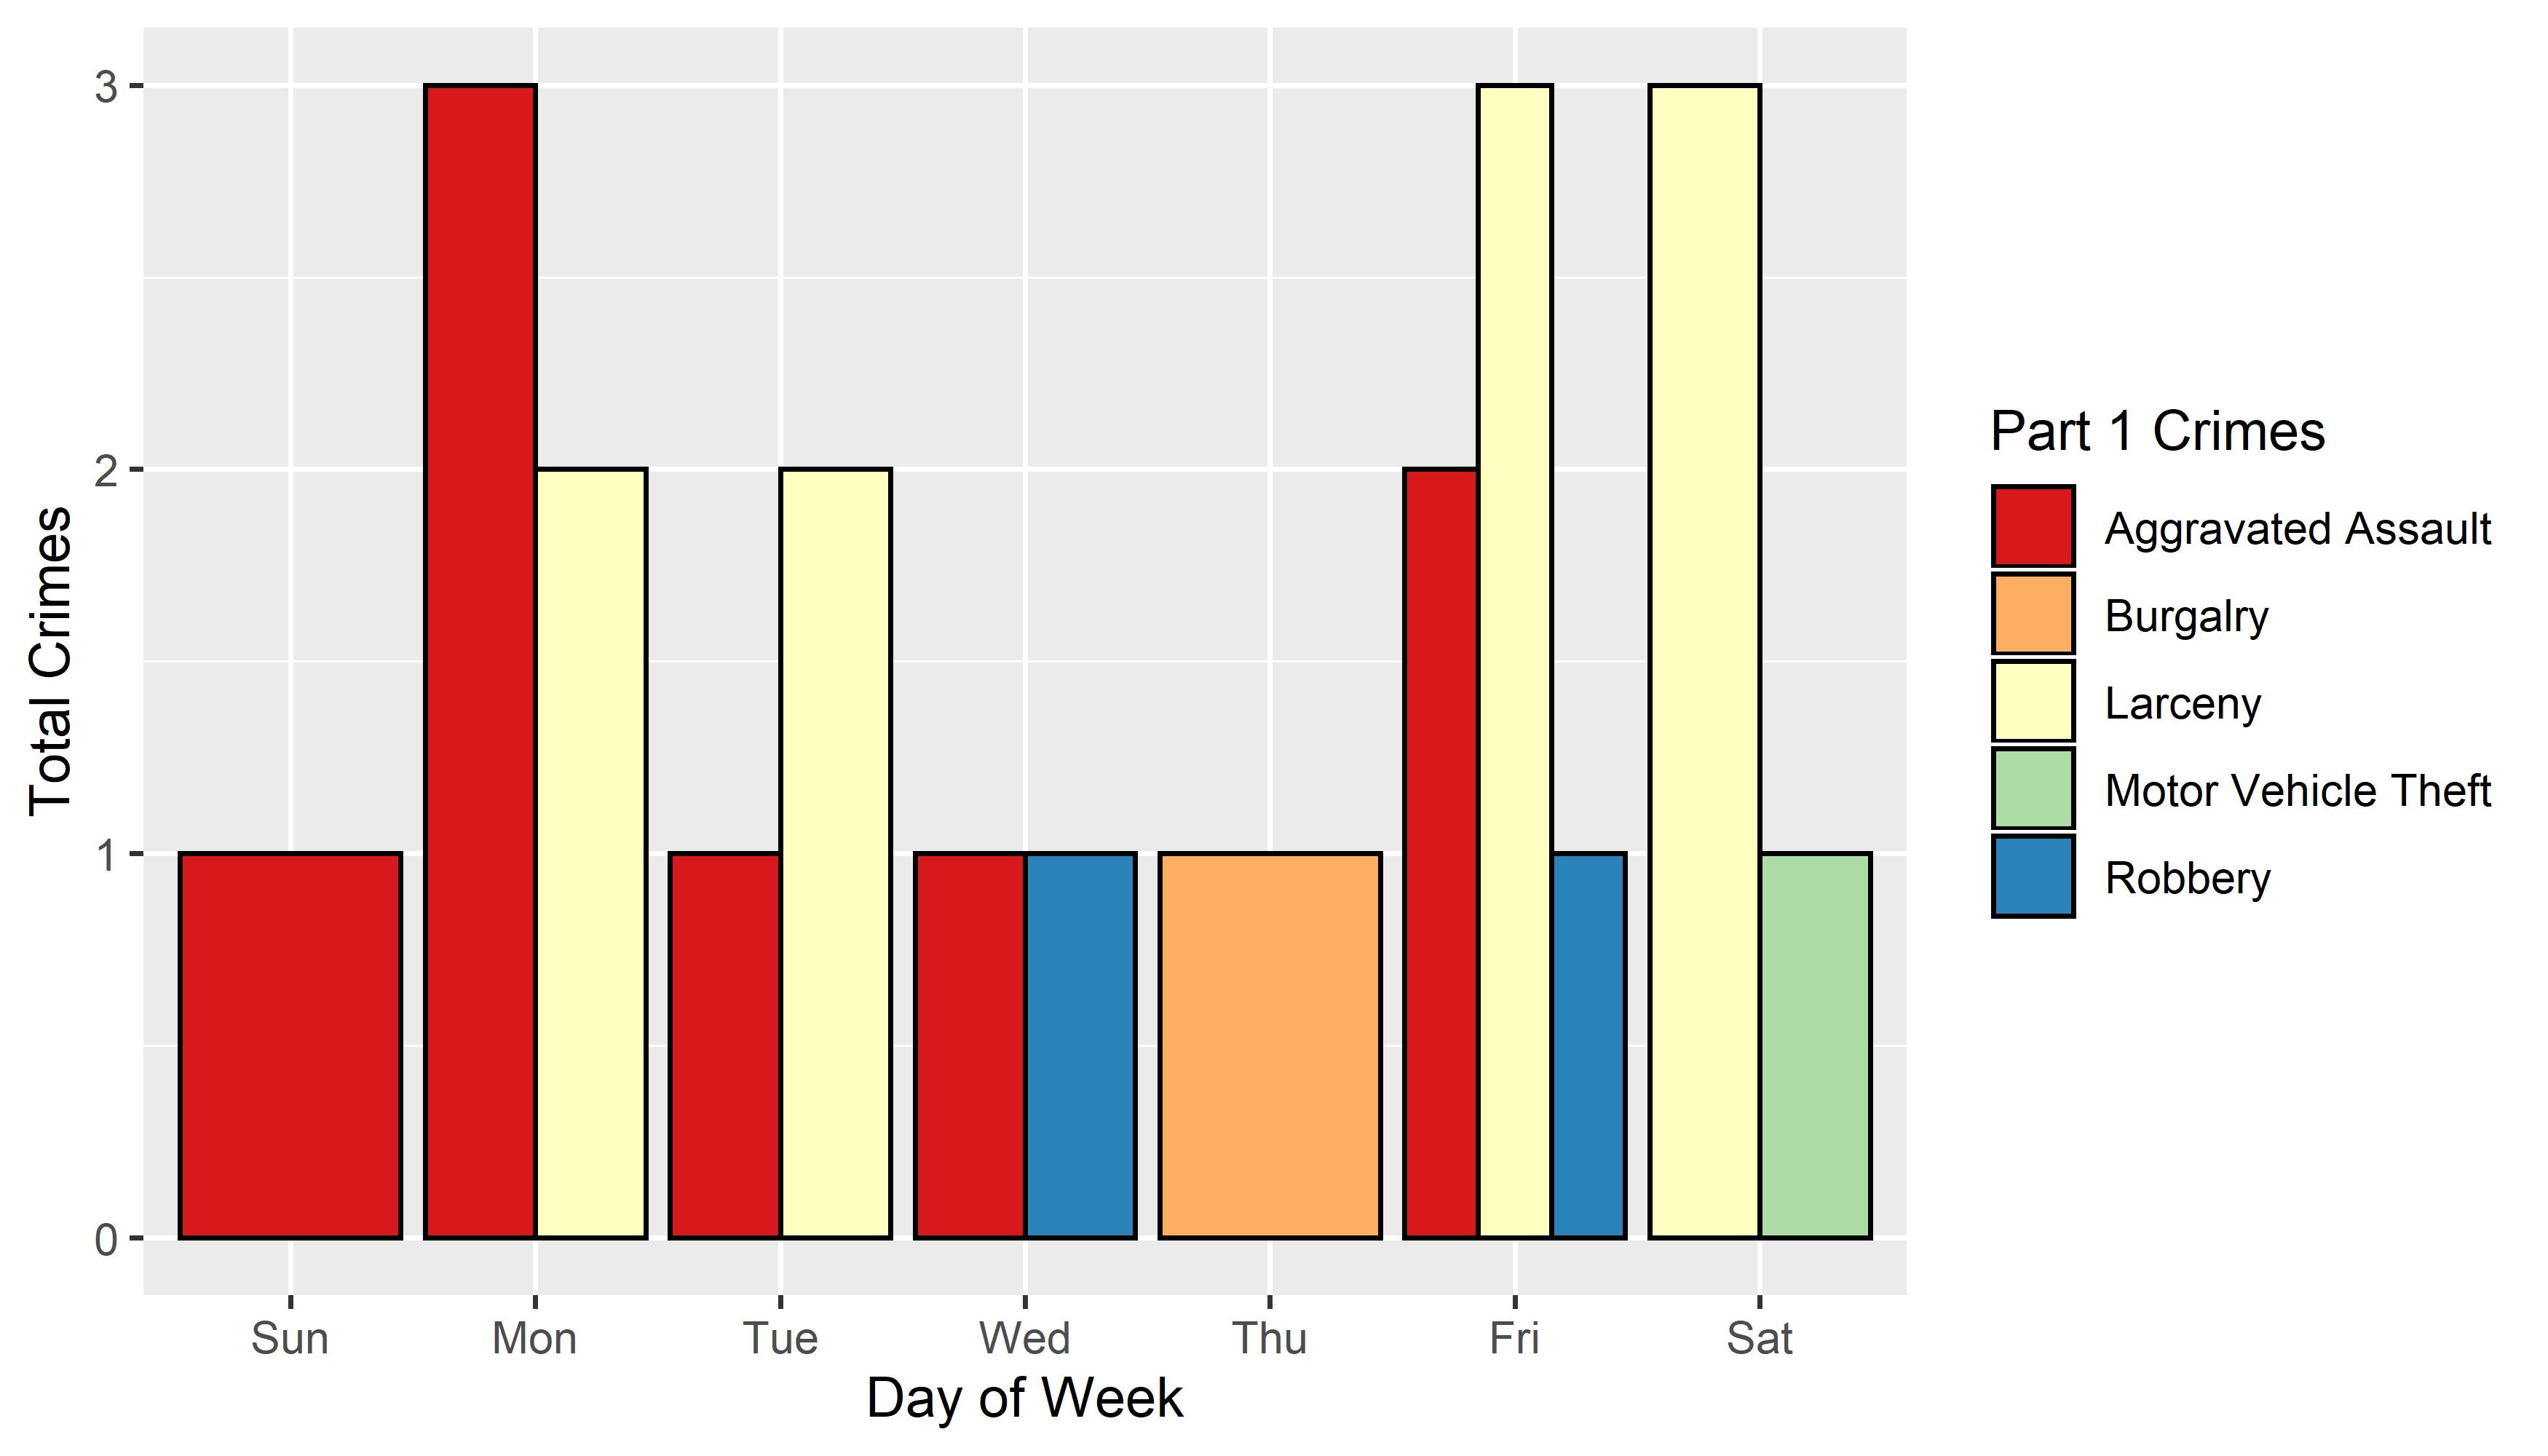 3
2
1
0
Total Crimes
Sun Mon Tue Wed Thu Fri Sat
Day of Week
Part 1 Crimes
Aggravated Assault
Burgalry
Larceny
Motor Vehicle Theft
Robbery